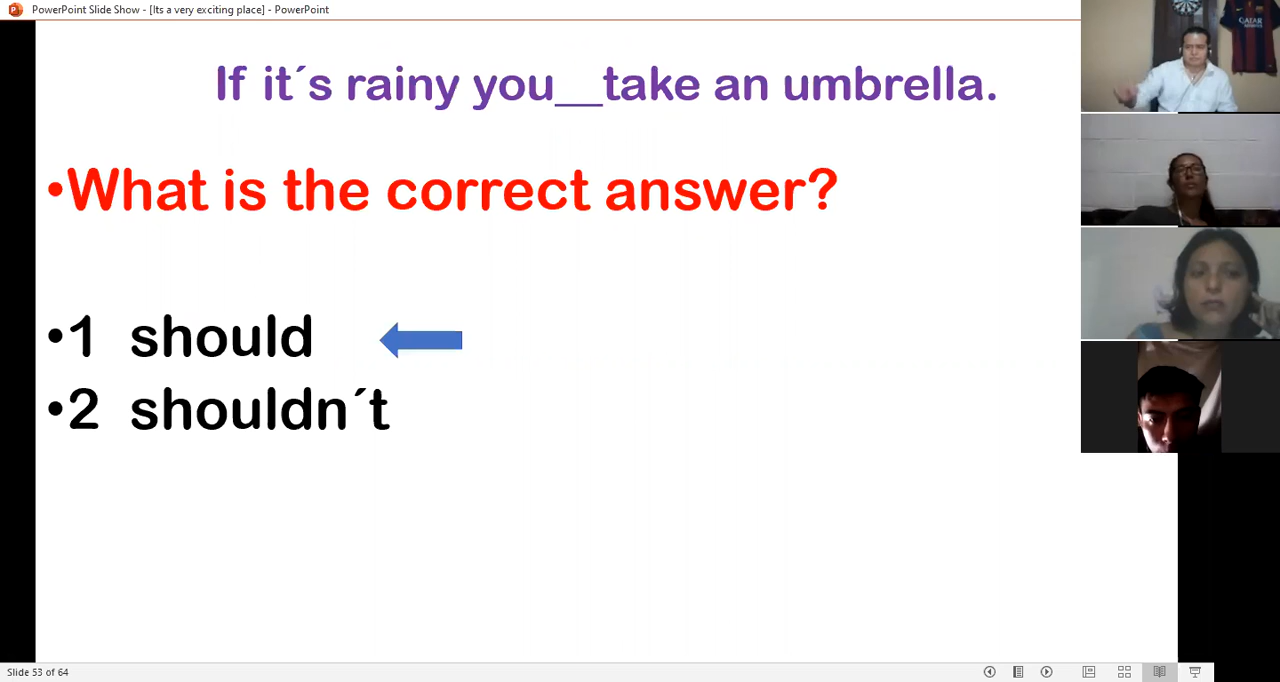 PowerPoint Slide Show - [Its a very exciting place] - PowerPoint
If it´s rainy you__take an umbrella.
•What is the correct answer?
•1 should
•2 shouldn´t
QATAR
Slide 53 of 64